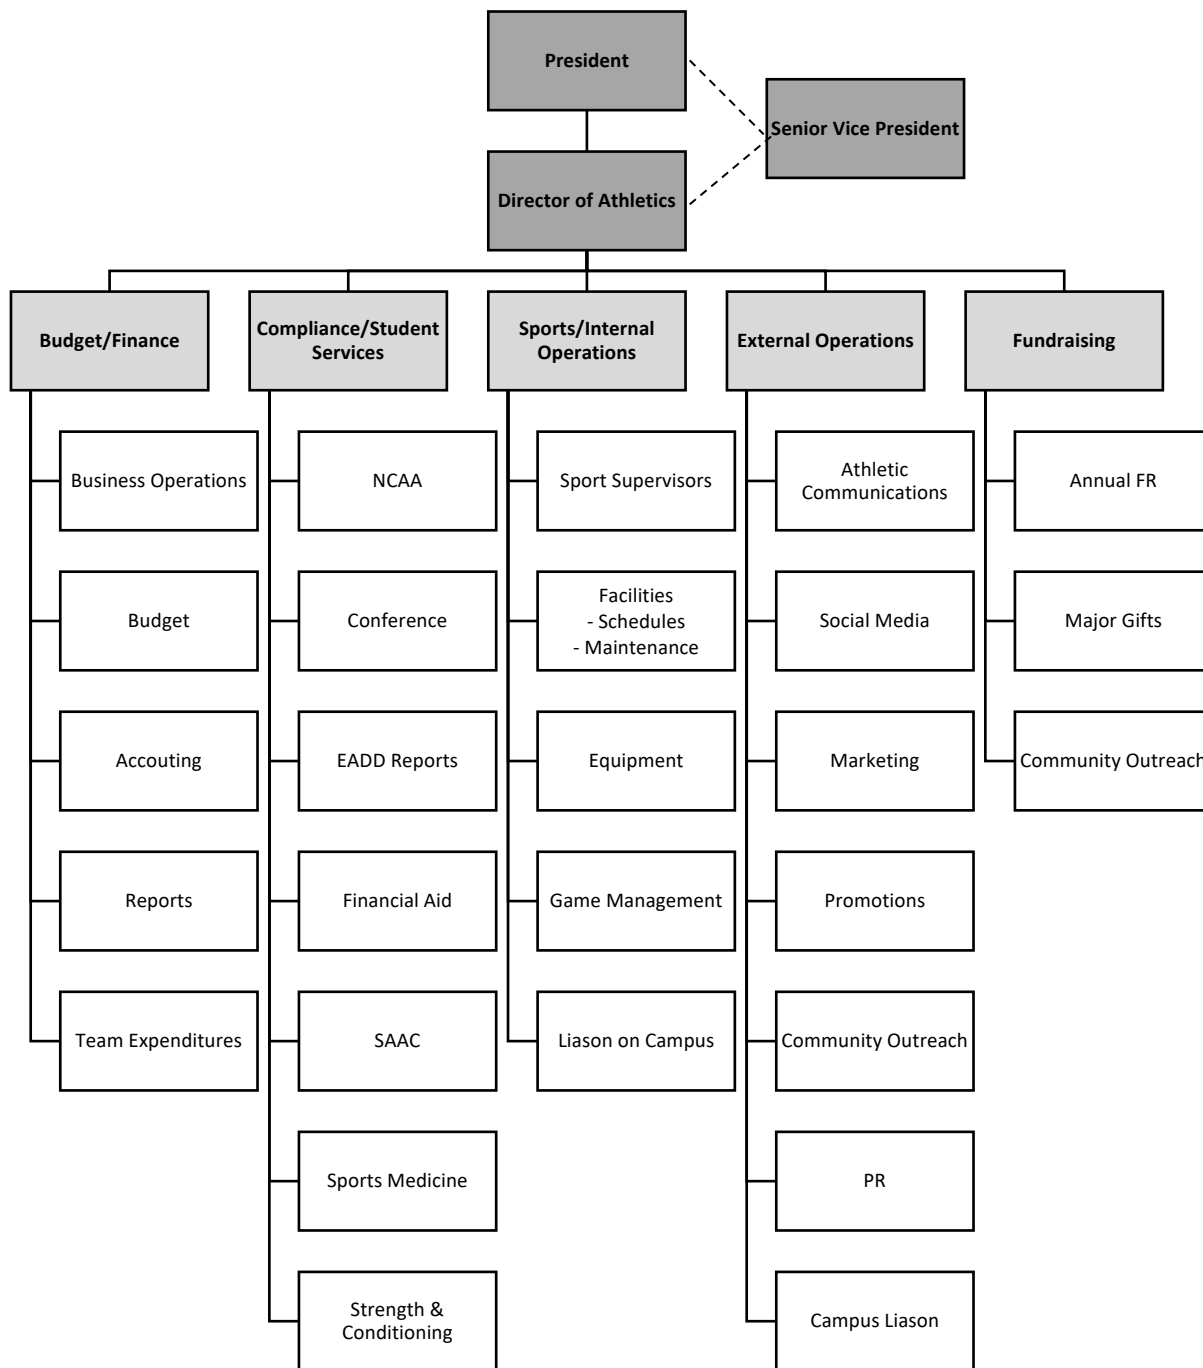 President
Senior Vice President
Director of Athletics
Budget/Finance
Business Operations
Budget
Accouting
Reports
Team Expenditures
Compliance/Student
Services
NCAA
Conference
EADD Reports
Financial Aid
SAAC
Sports Medicine
Strength &
Conditioning
Sports/Internal
Operations
Sport Supervisors
Facilities
- Schedules
- Maintenance
Equipment
Game Management
Liason on Campus
External Operations
Athletic
Communications
Social Media
Marketing
Promotions
Community Outreach
PR
Campus Liason
Fundraising
Annual FR
Major Gifts
Community Outreach